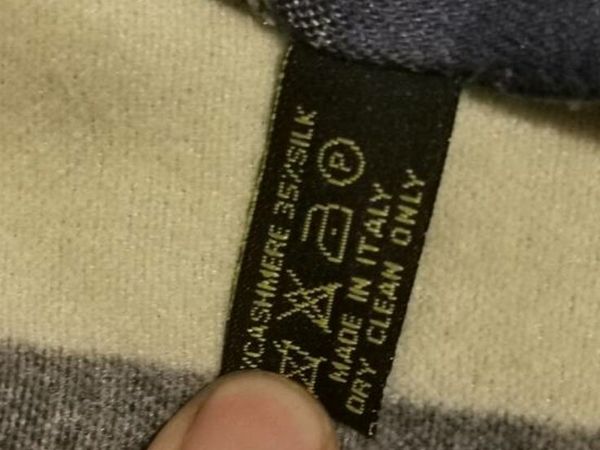 %CASHMERE 35%SILK
P
MADE IN ITALY
DRY CLEAN ONLY